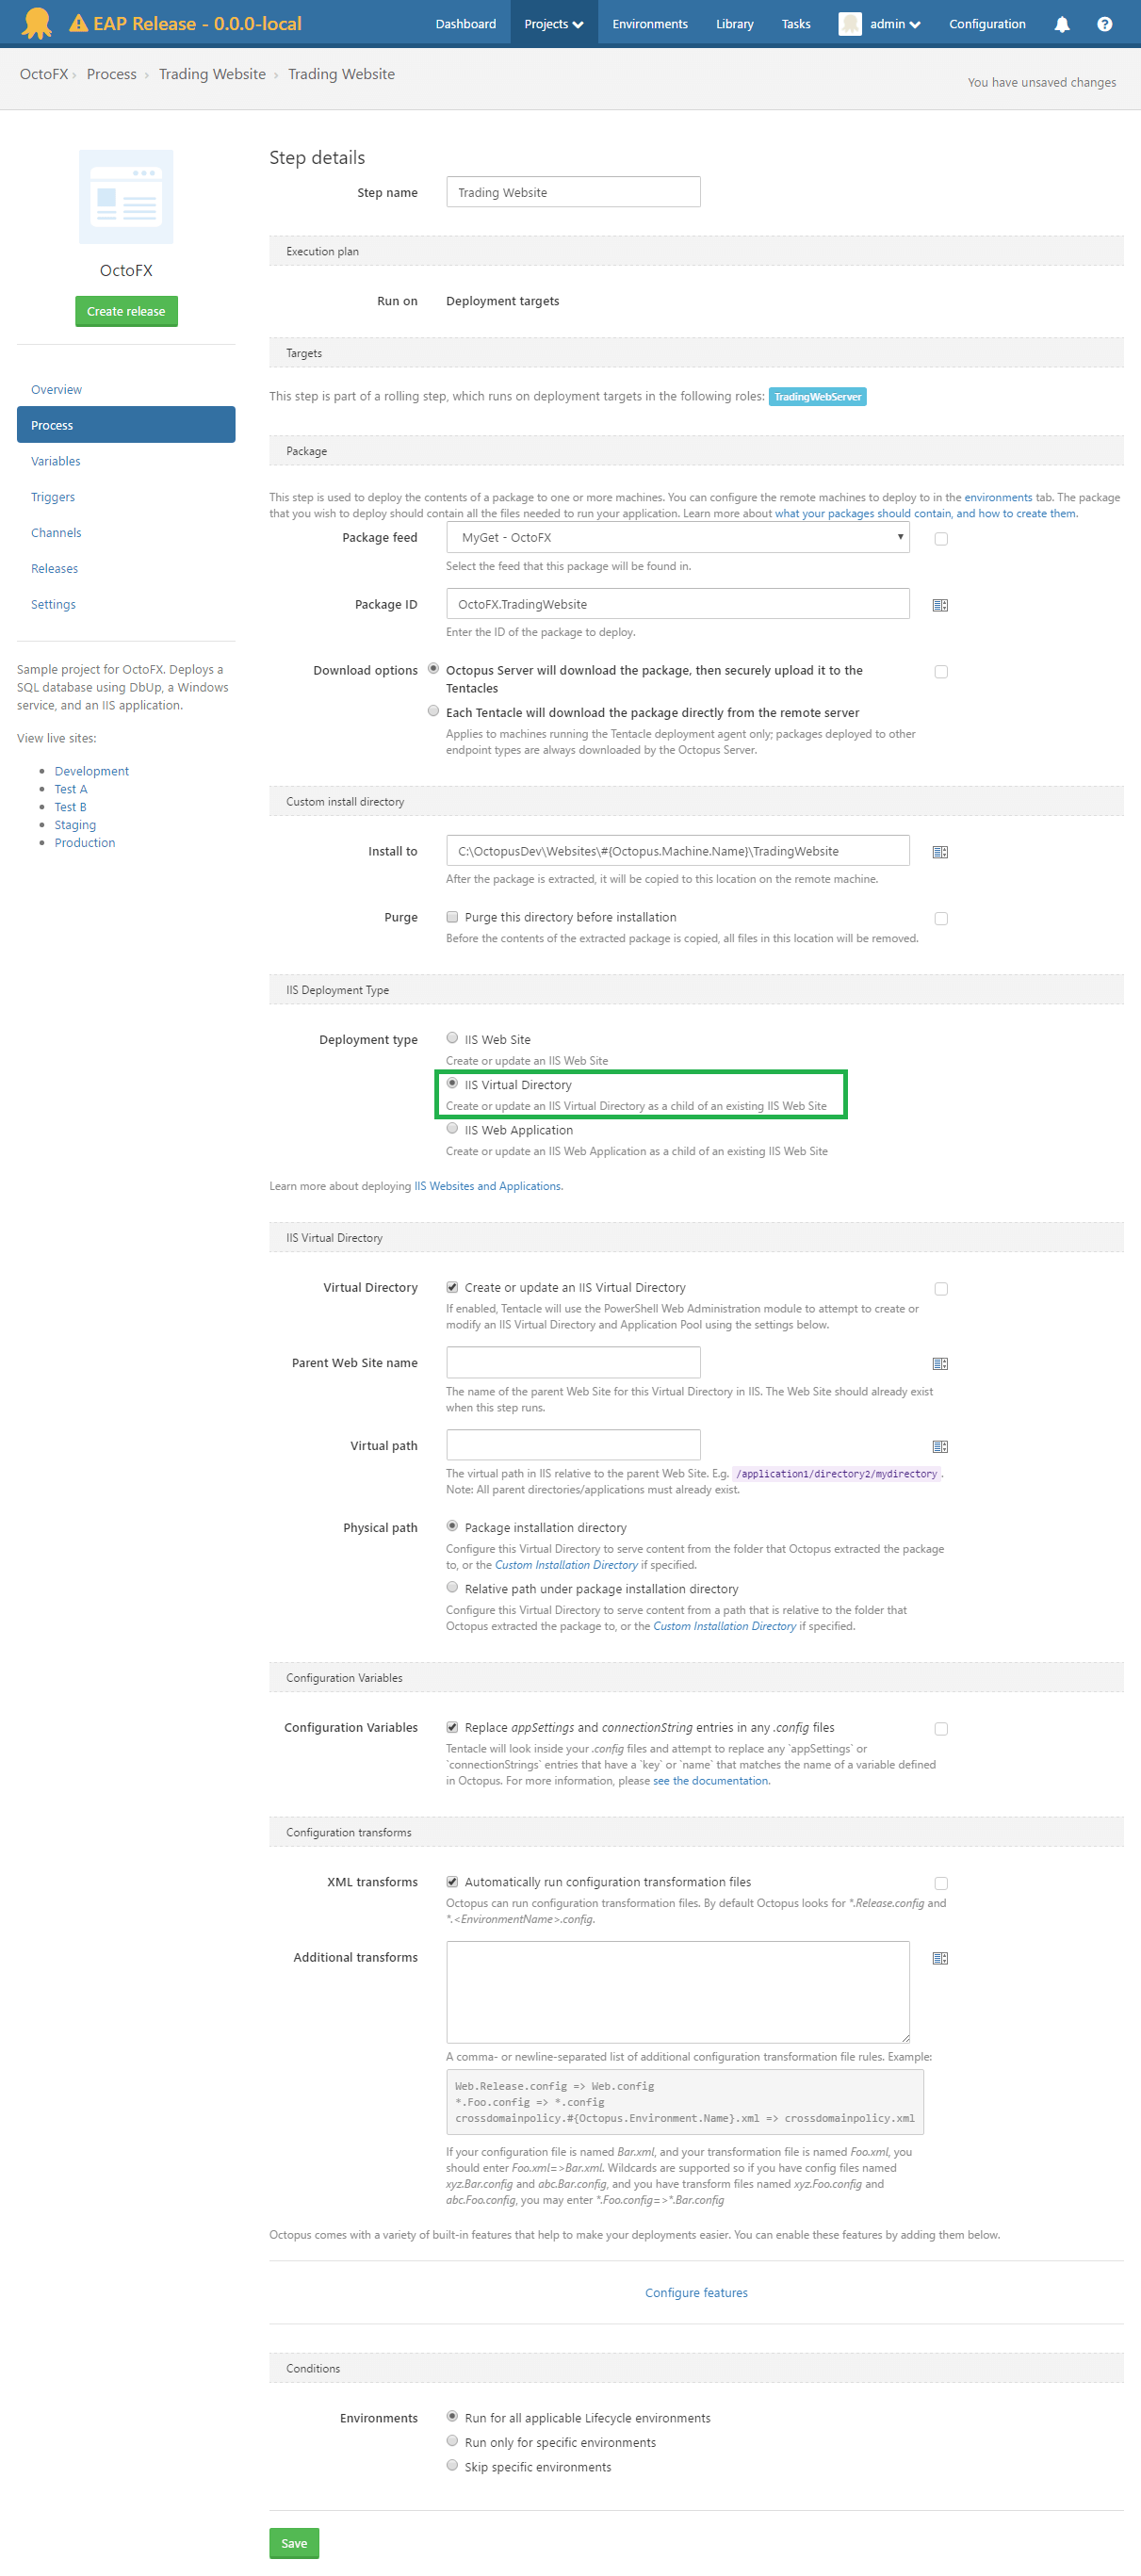 EAP Release - 0.0.0-local
Dashboard Projects Environments Library Tasks admin Configuration
OctoFX › Process › Trading Website › Trading Website
You have unsaved changes
OctoFX
Create release
Overview
Process
Variables
Triggers
Channels
Releases
Settings
Sample project for OctoFX. Deploys a
SQL database using DbUp, a Windows
service, and an IIS application.
View live sites:
Development
Test A
Test B
Staging
Production
Step details
Step name Trading Website
Execution plan
Run on Deployment targets
Targets
This step is part of a rolling step, which runs on deployment targets in the following roles: TradingWebServer
Package
This step is used to deploy the contents of a package to one or more machines. You can configure the remote machines to deploy to in the environments tab. The package
that you wish to deploy should contain all the files needed to run your application. Learn more about what your packages should contain, and how to create them.
Package feed MyGet - OctoFX
Select the feed that this package will be found in.
Package ID OctoFX.TradingWebsite
Enter the ID of the package to deploy.
Download options Octopus Server will download the package, then securely upload it to the
Tentacles
Each Tentacle will download the package directly from the remote server
Applies to machines running the Tentacle deployment agent only; packages deployed to other
endpoint types are always downloaded by the Octopus Server.
Custom install directory
Install to C:\OctopusDev\Websites\#{Octopus.Machine.Name}\TradingWebsite
After the package is extracted, it will be copied to this location on the remote machine.
Purge Purge this directory before installation
Before the contents of the extracted package is copied, all files in this location will be removed.
IIS Deployment Type
Deployment type IIS Web Site
Create or update an IIS Web Site
IIS Virtual Directory
Create or update an IIS Virtual Directory as a child of an existing IIS Web Site
IIS Web Application
Create or update an IIS Web Application as a child of an existing IIS Web Site
Learn more about deploying IIS Websites and Applications.
IIS Virtual Directory
Virtual Directory Create or update an IIS Virtual Directory
If enabled, Tentacle will use the PowerShell Web Administration module to attempt to create or
modify an IIS Virtual Directory and Application Pool using the settings below.
Parent Web Site name
The name of the parent Web Site for this Virtual Directory in IIS. The Web Site should already exist
when this step runs.
Virtual path
The virtual path in IIS relative to the parent Web Site. E.g. /application1/directory2/mydirectory.
Note: All parent directories/applications must already exist.
Physical path Package installation directory
Configure this Virtual Directory to serve content from the folder that Octopus extracted the package
to, or the Custom Installation Directory if specified.
Relative path under package installation directory
Configure this Virtual Directory to serve content from a path that is relative to the folder that
Octopus extracted the package to, or the Custom Installation Directory if specified.
Configuration Variables
Configuration Variables Replace appSettings and connectionString entries in any .config files
Tentacle will look inside your .config files and attempt to replace any `appSettings` or
`connectionStrings` entries that have a `key` or `name` that matches the name of a variable defined
in Octopus. For more information, please see the documentation.
Configuration transforms
XML transforms Automatically run configuration transformation files
Octopus can run configuration transformation files. By default Octopus looks for *.Release.config and
*.<EnvironmentName>.config.
Additional transforms
A comma- or newline-separated list of additional configuration transformation file rules. Example:
Web.Release.config => Web.config
*.Foo.config => *.config
crossdomainpolicy.#{Octopus.Environment.Name}.xml => crossdomainpolicy.xml
If your configuration file is named Bar.xml, and your transformation file is named Foo.xml, you
should enter Foo.xml=>Bar.xml. Wildcards are supported so if you have config files named
xyz.Bar.config and abc.Bar.config, and you have transform files named xyz.Foo.config and
abc.Foo.config, you may enter *.Foo.config=>*.Bar.config
Octopus comes with a variety of built-in features that help to make your deployments easier. You can enable these features by adding them below.
Configure features
Conditions
Environments Run for all applicable Lifecycle environments
Run only for specific environments
Skip specific environments
Save